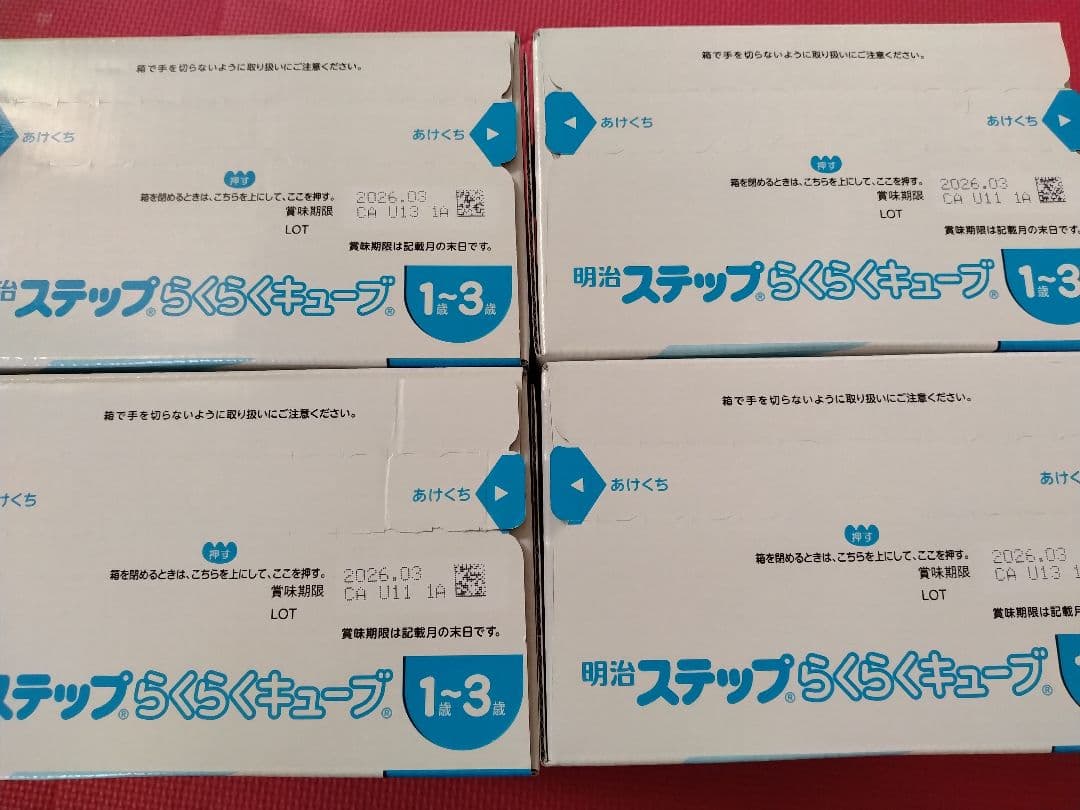 箱で手を切らないように取り扱いにご注意ください。
あけくち
あけくち
押す
箱を閉めるときは、こちらを上にして、ここを押す。
2026.03
賞味期限
CA U13 1A
LOT
賞味期限は記載月の末日です。
治ステップ®らくらくキューブ®
1歳~3歳
箱で手を切らないように取り扱いにご注意ください。
あけくち
あけくち
押す
箱を閉めるときは、こちらを上にして、ここを押す。
2026.03
賞味期限
CA U11 1A
LOT
賞味期限は記載月の末日です。
明治ステップ®らくらくキューブ®
1歳~3
箱で手を切らないように取り扱いにご注意ください。
けくち
あけくち
押す
箱を閉めるときは、こちらを上にして、ここを押す。
2026.03
賞味期限
CA U11 1A
LOT
賞味期限は記載月の末日です。
ステップ®らくらくキューブ®
1歳~3歳
箱で手を切らないように取り扱いにご注意ください。
あけくち
あけく
押す
箱を閉めるときは、こちらを上にして、ここを押す。
2026.03
賞味期限
CA U13 1
LOT
賞味期限は記載月
明治ステップ®らくらくキューブ®